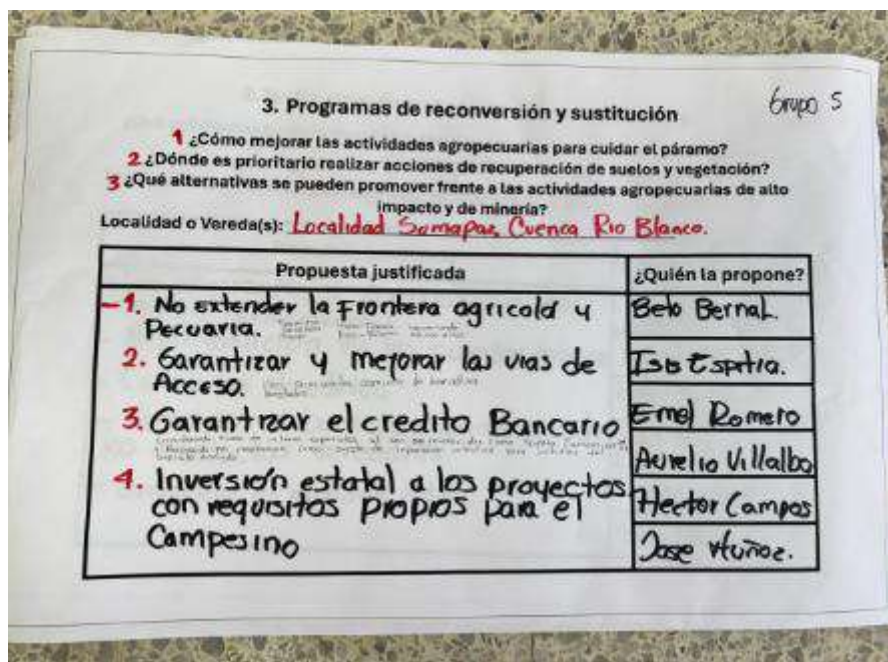 Grupo 5
3. Programas de reconversión y sustitución
1 ¿Cómo mejorar las actividades agropecuarias para cuidar el páramo?
2 ¿Dónde es prioritario realizar acciones de recuperación de suelos y vegetación?
3 ¿Qué alternativas se pueden promover frente a las actividades agropecuarias de alto
impacto y de minería?
Localidad o Vereda(s): Localidad Sumapaz, Cuenca Rio Blanco.
Propuesta justificada
¿Quién la propone?
-1. No extender la Frontera agricola y
Pecuaria.
2. Garantizar y mejorar las vias de
Acceso.
3. Garantizar el credito Bancario
4. Inversión estatal a los proyectos
con requisitos propios para el
Campesino
Beto Bernal.
Isis Espitia.
Emel Romero
Aurelio Villalba
Hector Campos
Jose Muñoz.